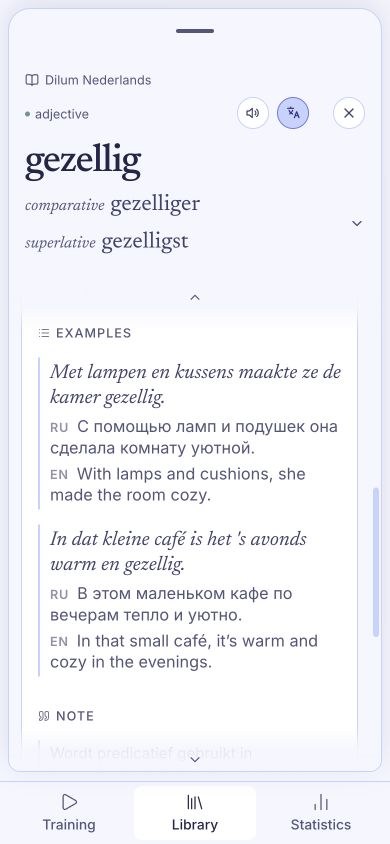 Dilum Nederlands
• adjective
gezellig
comparative gezelliger
superlative gezelligst
EXAMPLES
Met lampen en kussens maakte ze de
kamer gezellig.
RU С помощью ламп и подушек она
сделала комнату уютной.
EN With lamps and cushions, she
made the room cozy.
In dat kleine café is het 's avonds
warm en gezellig.
RU В этом маленьком кафе по
вечерам тепло и уютно.
EN In that small café, it’s warm and
cozy in the evenings.
NOTE
Wordt predicatief gebruikt in
Training
Library
Statistics